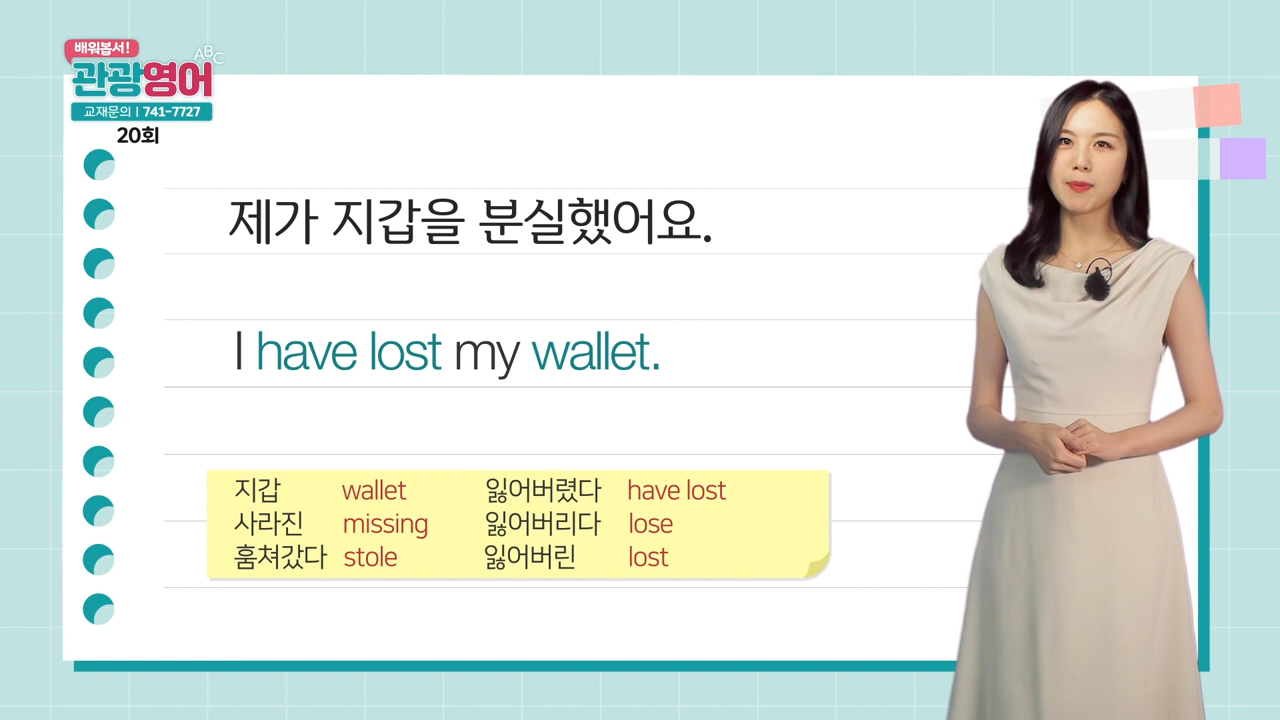 배워봅서!
ABC
관광영어
교재문의 | 741-7727
20회
제가 지갑을 분실했어요.
I have lost my wallet.
지갑 wallet 잃어버렸다 have lost
사라진 missing 잃어버리다 lose
훔쳐갔다 stole 잃어버린 lost